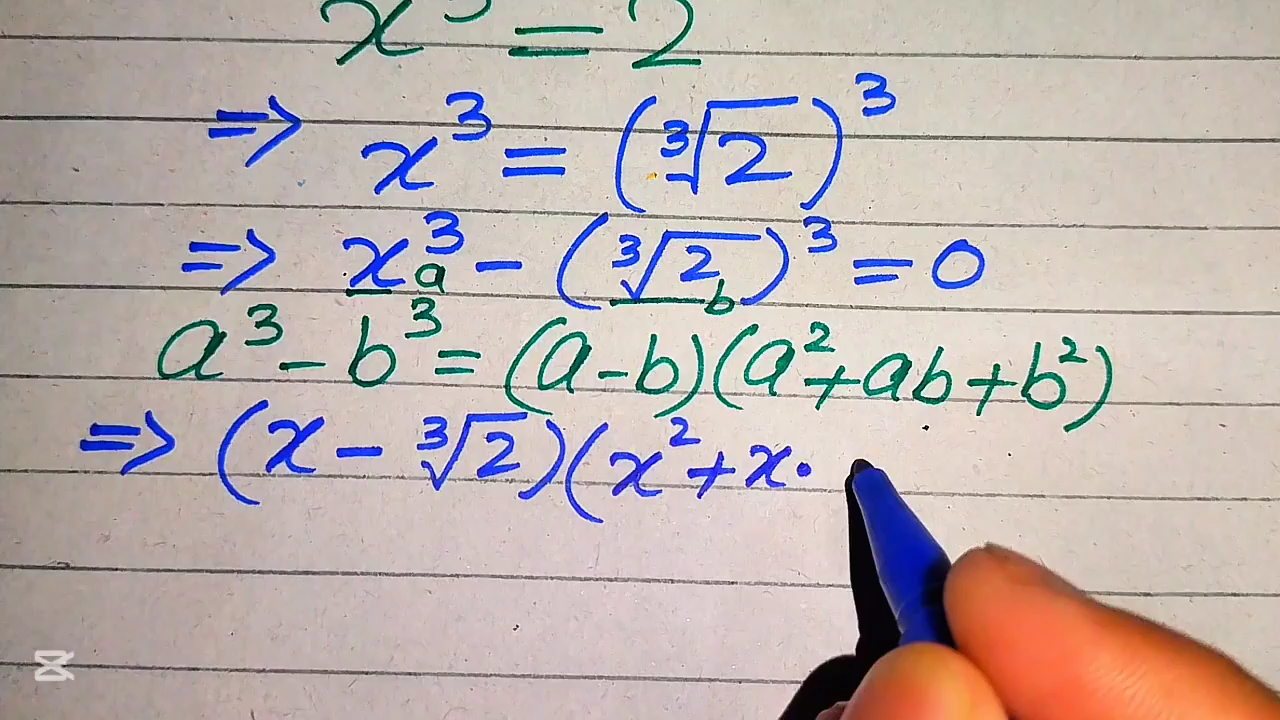 x³ = 2
=> x³ = (∛2)³
=> x³ - (∛2)³ = 0
a b
a³ - b³ = (a-b)(a²+ab+b²)
=> (x - ∛2)(x² + x·